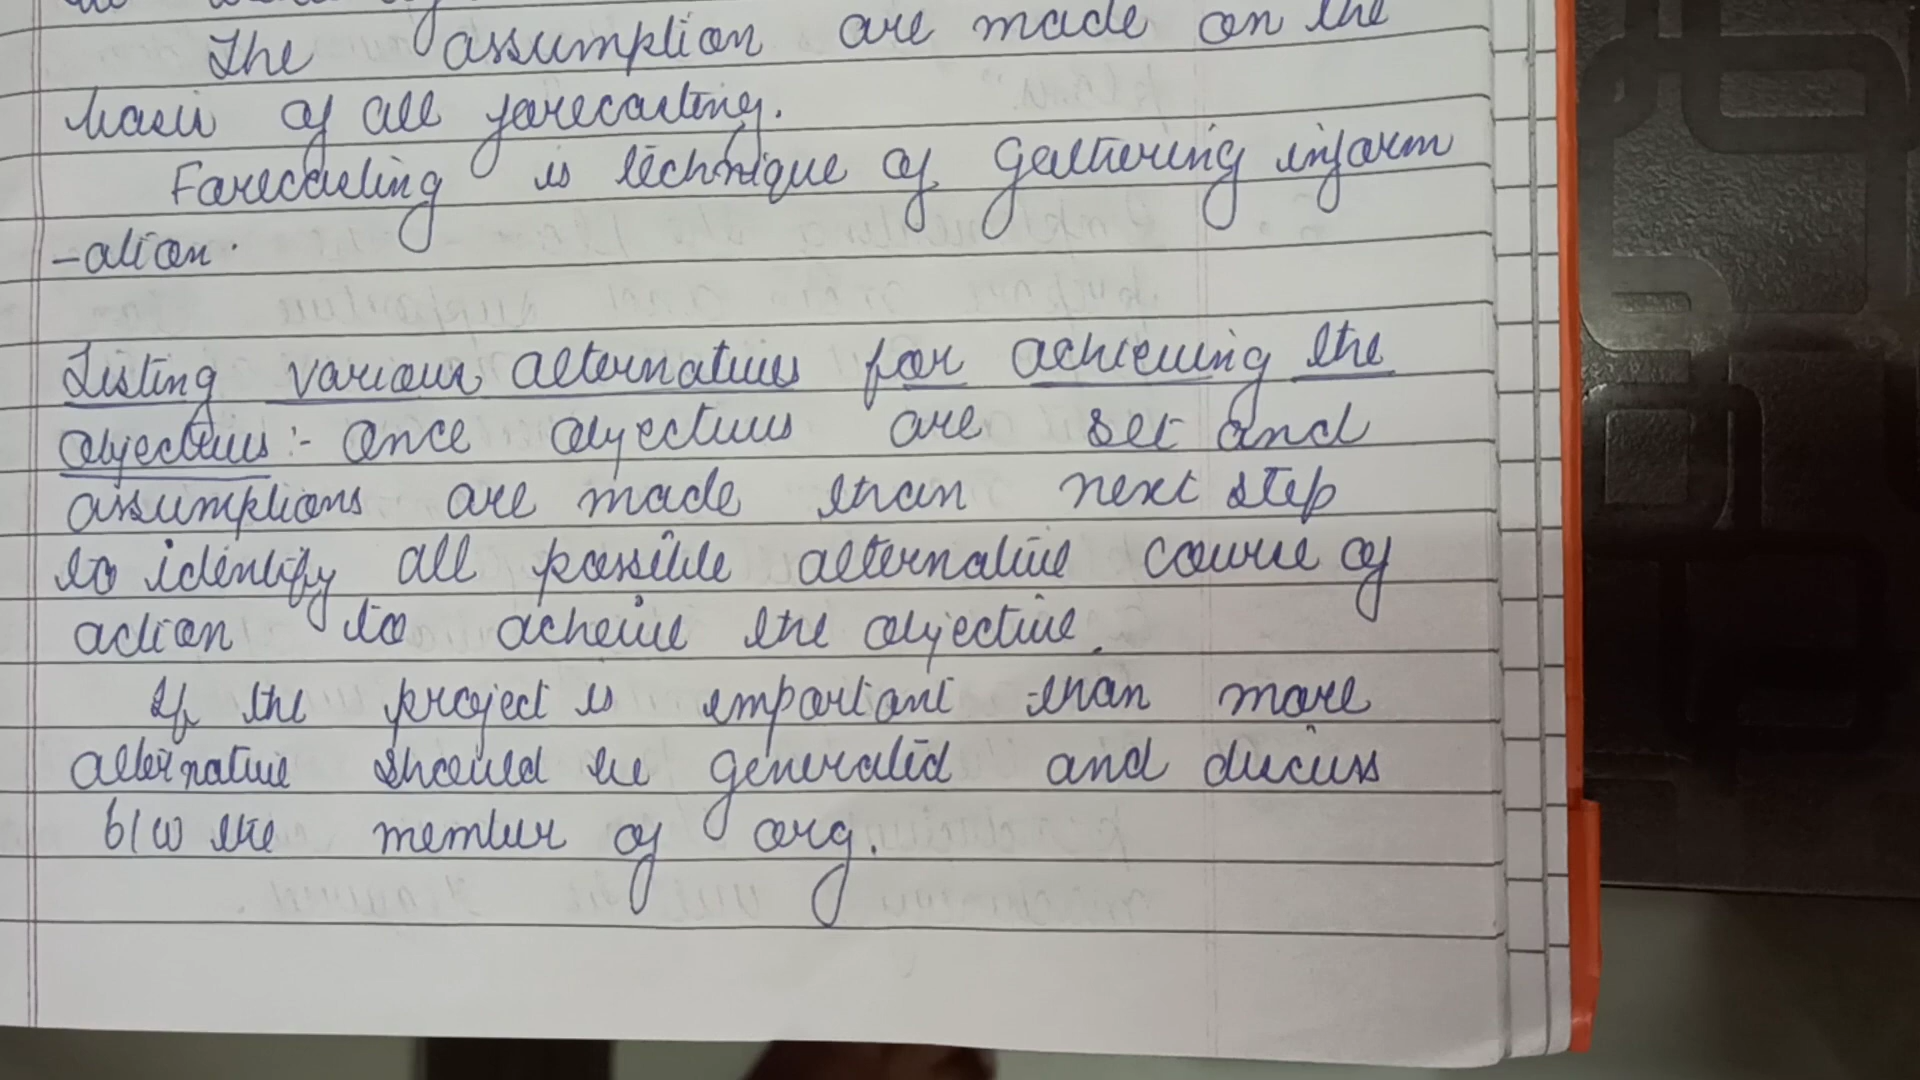 The assumption are made on the
basis of all forecasting.
Forecasting is technique of gathering inform
-ation.
Listing various alternatives for achieving the
objectives :- Once objectives are set and
assumptions are made than next step
to identify all possible alternative course of
action to acheive the objective.
If the project is important than more
alternative should be generated and discuss
b/w the member of org.